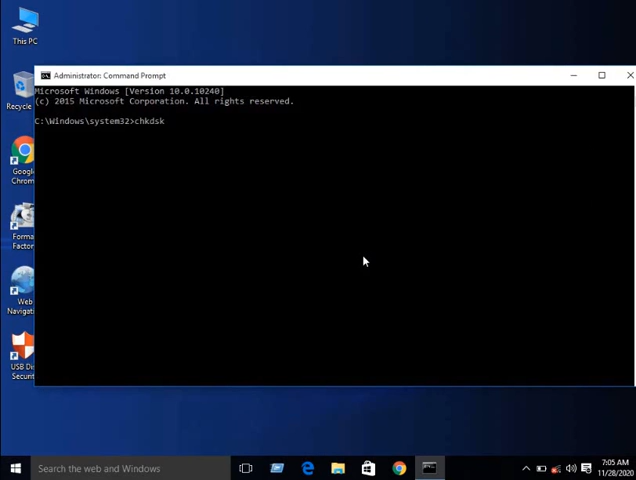 This PC
Administrator: Command Prompt
Microsoft Windows [Version 10.0.10240]
(c) 2015 Microsoft Corporation. All rights reserved.
C:\Windows\system32>chkdsk
Recycle
Google
Chrom
Forma
Factor
Web
Navigat
USB Di
Securit
Search the web and Windows
7:05 AM
11/28/2020